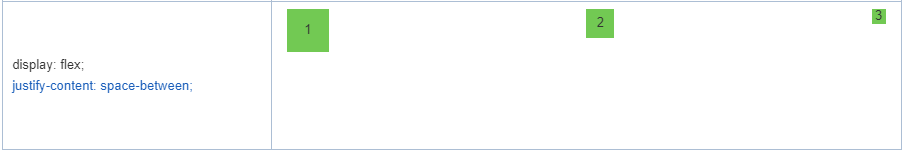 1
2
3
display: flex;
justify-content: space-between;